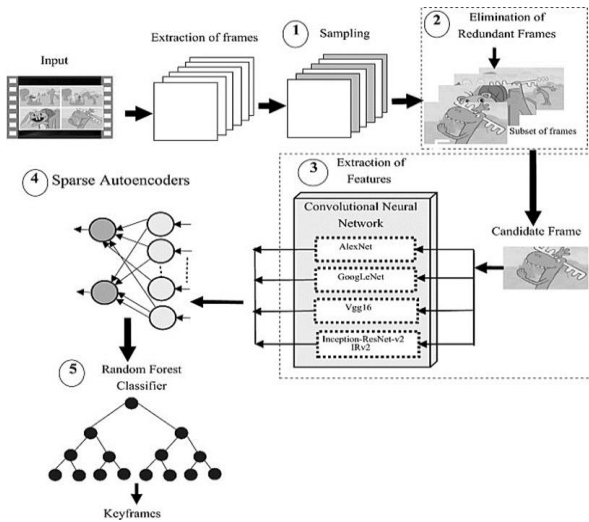 Input
Extraction of frames
1
Sampling
2
Elimination of
Redundant Frames
Subset of frames
3
Extraction of
Features
Convolutional Neural
Network
AlexNet
GoogLeNet
Vgg16
Inception-ResNet-v2
IRv2
Candidate Frame
4
Sparse Autoencoders
5
Random Forest
Classifier
Keyframes